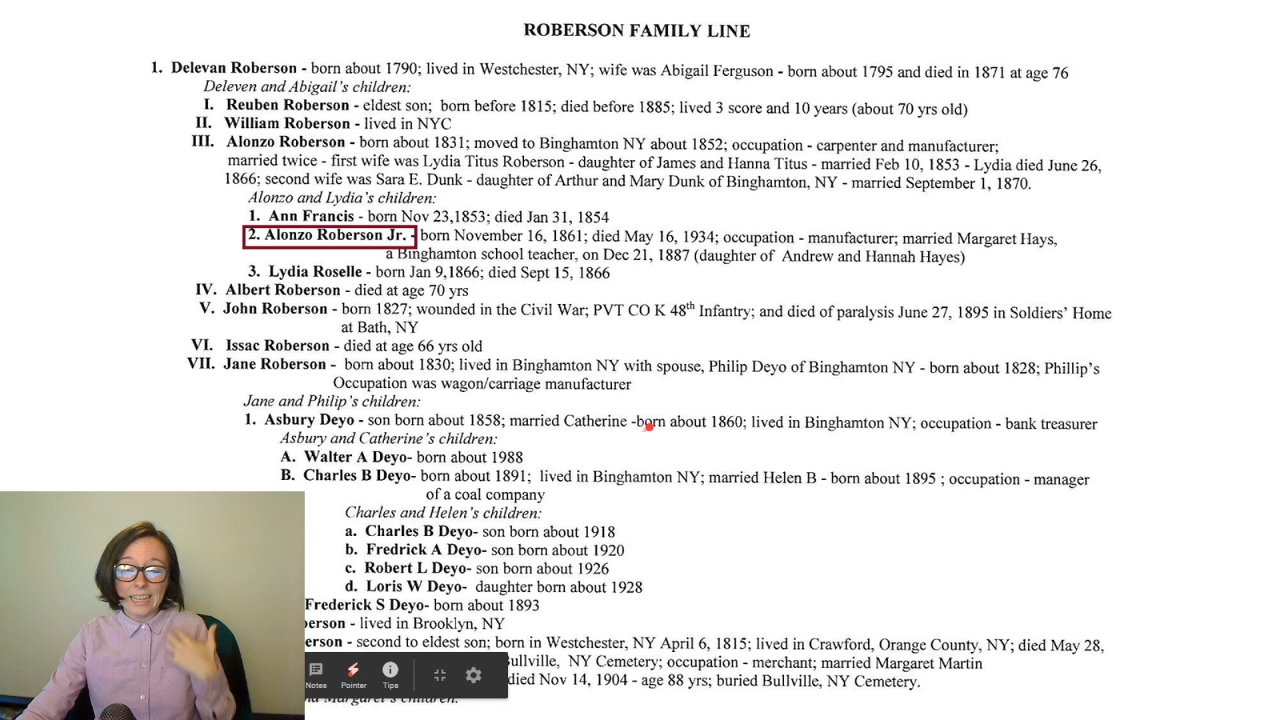 ROBERSON FAMILY LINE
1. Delevan Roberson - born about 1790; lived in Westchester, NY; wife was Abigail Ferguson - born about 1795 and died in 1871 at age 76
Deleven and Abigail's children:
I. Reuben Roberson - eldest son; born before 1815; died before 1885; lived 3 score and 10 years (about 70 yrs old)
II. William Roberson - lived in NYC
III. Alonzo Roberson - born about 1831; moved to Binghamton NY about 1852; occupation - carpenter and manufacturer;
married twice - first wife was Lydia Titus Roberson - daughter of James and Hanna Titus - married Feb 10, 1853 - Lydia died June 26,
1866; second wife was Sara E. Dunk - daughter of Arthur and Mary Dunk of Binghamton, NY - married September 1, 1870.
Alonzo and Lydia's children:
1. Ann Francis - born Nov 23,1853; died Jan 31, 1854
2. Alonzo Roberson Jr. - born November 16, 1861; died May 16, 1934; occupation - manufacturer; married Margaret Hays,
a Binghamton school teacher, on Dec 21, 1887 (daughter of Andrew and Hannah Hayes)
3. Lydia Roselle - born Jan 9,1866; died Sept 15, 1866
IV. Albert Roberson - died at age 70 yrs
V. John Roberson - born 1827; wounded in the Civil War; PVT CO K 48th Infantry; and died of paralysis June 27, 1895 in Soldiers' Home
at Bath, NY
VI. Issac Roberson - died at age 66 yrs old
VII. Jane Roberson - born about 1830; lived in Binghamton NY with spouse, Philip Deyo of Binghamton NY - born about 1828; Phillip's
Occupation was wagon/carriage manufacturer
Jane and Philip's children:
1. Asbury Deyo - son born about 1858; married Catherine -born about 1860; lived in Binghamton NY; occupation - bank treasurer
Asbury and Catherine's children:
A. Walter A Deyo- born about 1988
B. Charles B Deyo- born about 1891; lived in Binghamton NY; married Helen B - born about 1895 ; occupation - manager
of a coal company
Charles and Helen's children:
a. Charles B Deyo- son born about 1918
b. Fredrick A Deyo- son born about 1920
c. Robert L Deyo- son born about 1926
d. Loris W Deyo- daughter born about 1928
Frederick S Deyo- born about 1893
erson - lived in Brooklyn, NY
erson - second to eldest son; born in Westchester, NY April 6, 1815; lived in Crawford, Orange County, NY; died May 28,
ullville, NY Cemetery; occupation - merchant; married Margaret Martin
died Nov 14, 1904 - age 88 yrs; buried Bullville, NY Cemetery.
Notes Pointer Tips